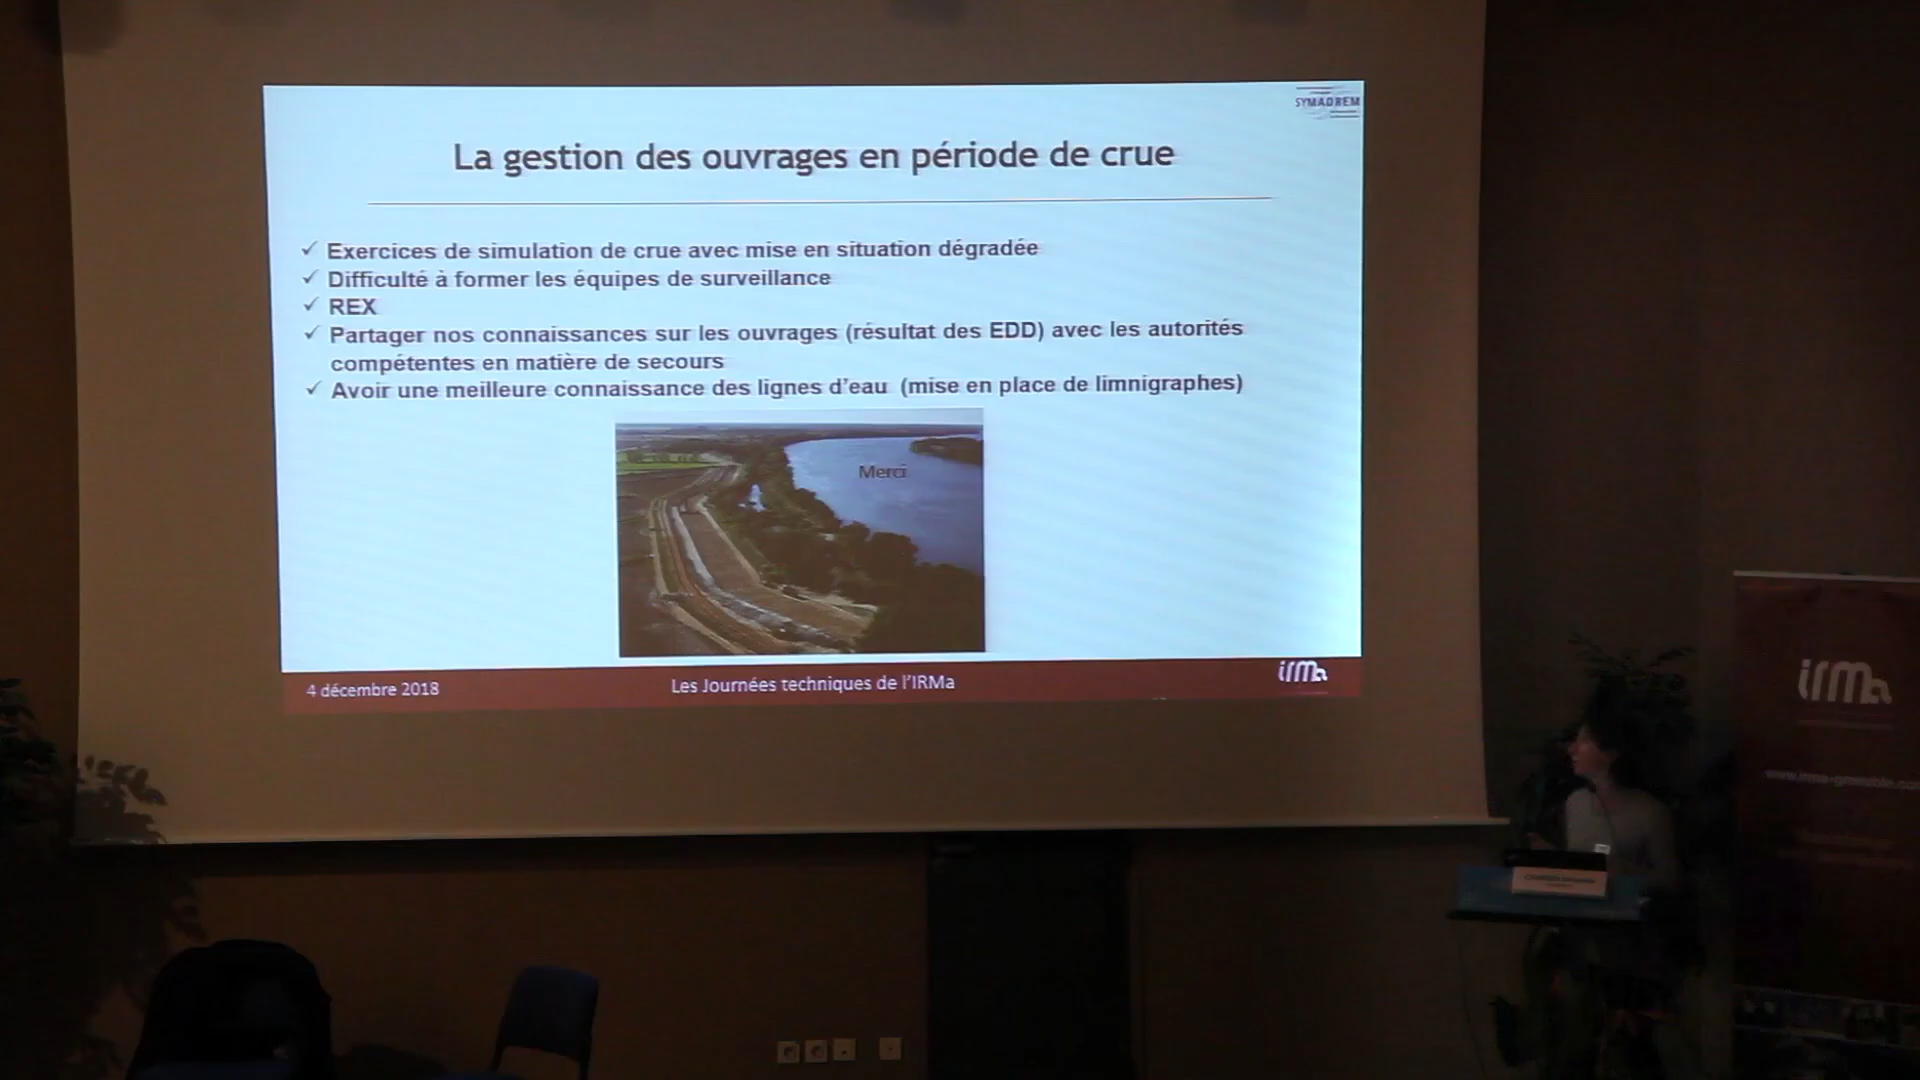 SYMADREM
La gestion des ouvrages en période de crue
✓ Exercices de simulation de crue avec mise en situation dégradée
✓ Difficulté à former les équipes de surveillance
✓ REX
✓ Partager nos connaissances sur les ouvrages (résultat des EDD) avec les autorités
compétentes en matière de secours
✓ Avoir une meilleure connaissance des lignes d'eau (mise en place de limnigraphes)
Merci
4 décembre 2018
Les Journées techniques de l'IRMa
irma
irma